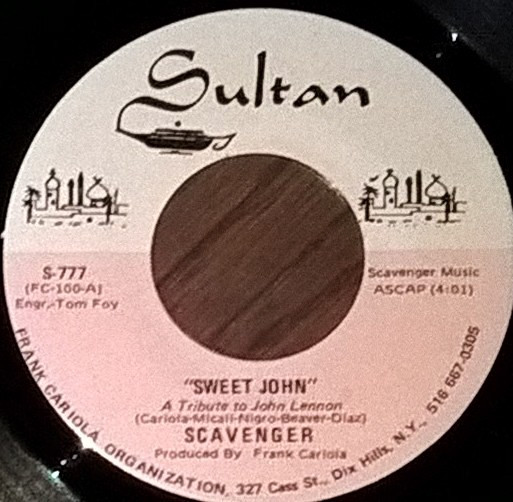 Sultan
S-777
(FC-100-A)
Engr.-Tom Foy
Scavenger Music
ASCAP (4:01)
"SWEET JOHN"
A Tribute to John Lennon
(Cariola-Micali-Nigro-Beaver-Diaz)
SCAVENGER
Produced By Frank Cariola
FRANK CARIOLA ORGANIZATION, 327 Cass St., Dix Hills, N.Y., 516 667-0305